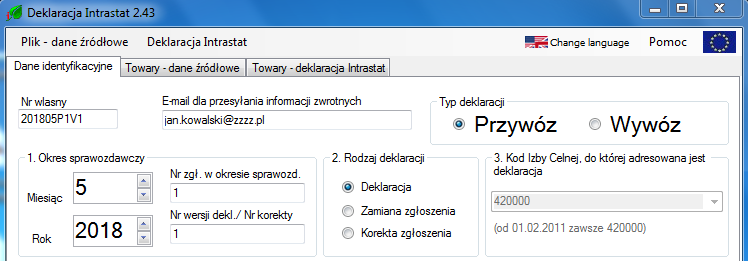 Deklaracja Intrastat 2.43
Plik - dane źródłowe Deklaracja Intrastat Change language Pomoc
Dane identyfikacyjne Towary - dane źródłowe Towary - deklaracja Intrastat
Nr własny
201805P1V1
E-mail dla przesyłania informacji zwrotnych
jan.kowalski@zzzz.pl
Typ deklaracji
Przywóz Wywóz
1. Okres sprawozdawczy
Miesiąc 5
Rok 2018
Nr zgł. w okresie sprawozd.
1
Nr wersji dekl./ Nr korekty
1
2. Rodzaj deklaracji
Deklaracja
Zamiana zgłoszenia
Korekta zgłoszenia
3. Kod Izby Celnej, do której adresowana jest
deklaracja
420000
(od 01.02.2011 zawsze 420000)